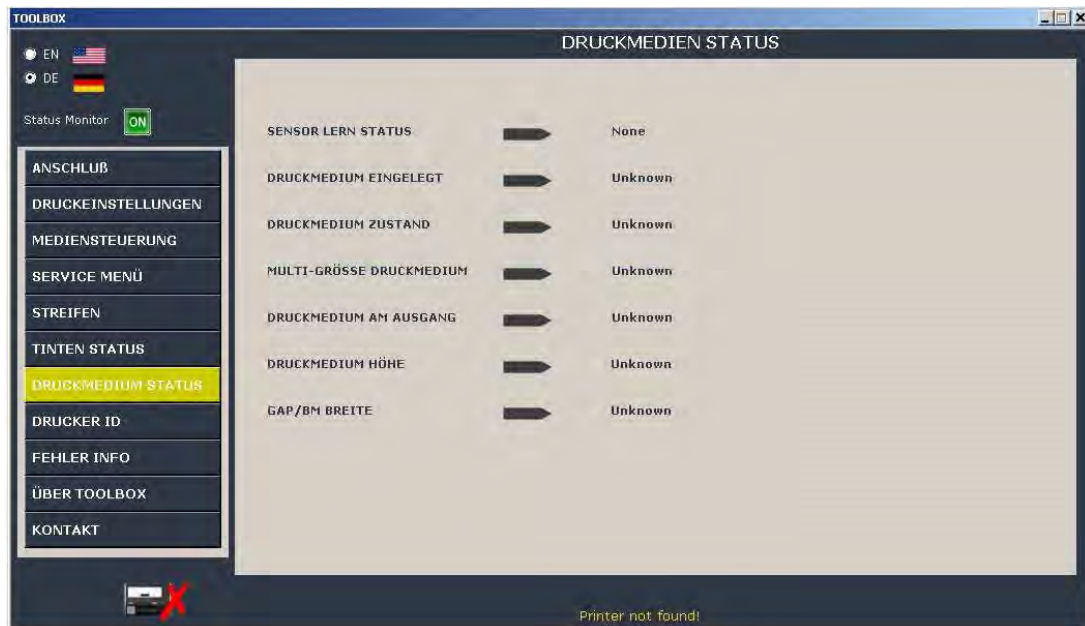 TOOLBOX
DRUCKMEDIEN STATUS
EN
DE
Status Monitor ON
ANSCHLUß
DRUCKEINSTELLUNGEN
MEDIENSTEUERUNG
SERVICE MENÜ
STREIFEN
TINTEN STATUS
DRUCKMEDIUM STATUS
DRUCKER ID
FEHLER INFO
ÜBER TOOLBOX
KONTAKT
SENSOR LERN STATUS None
DRUCKMEDIUM EINGELEGT Unknown
DRUCKMEDIUM ZUSTAND Unknown
MULTI-GRÖSSE DRUCKMEDIUM Unknown
DRUCKMEDIUM AM AUSGANG Unknown
DRUCKMEDIUM HÖHE Unknown
GAP/BM BREITE Unknown
Printer not found!